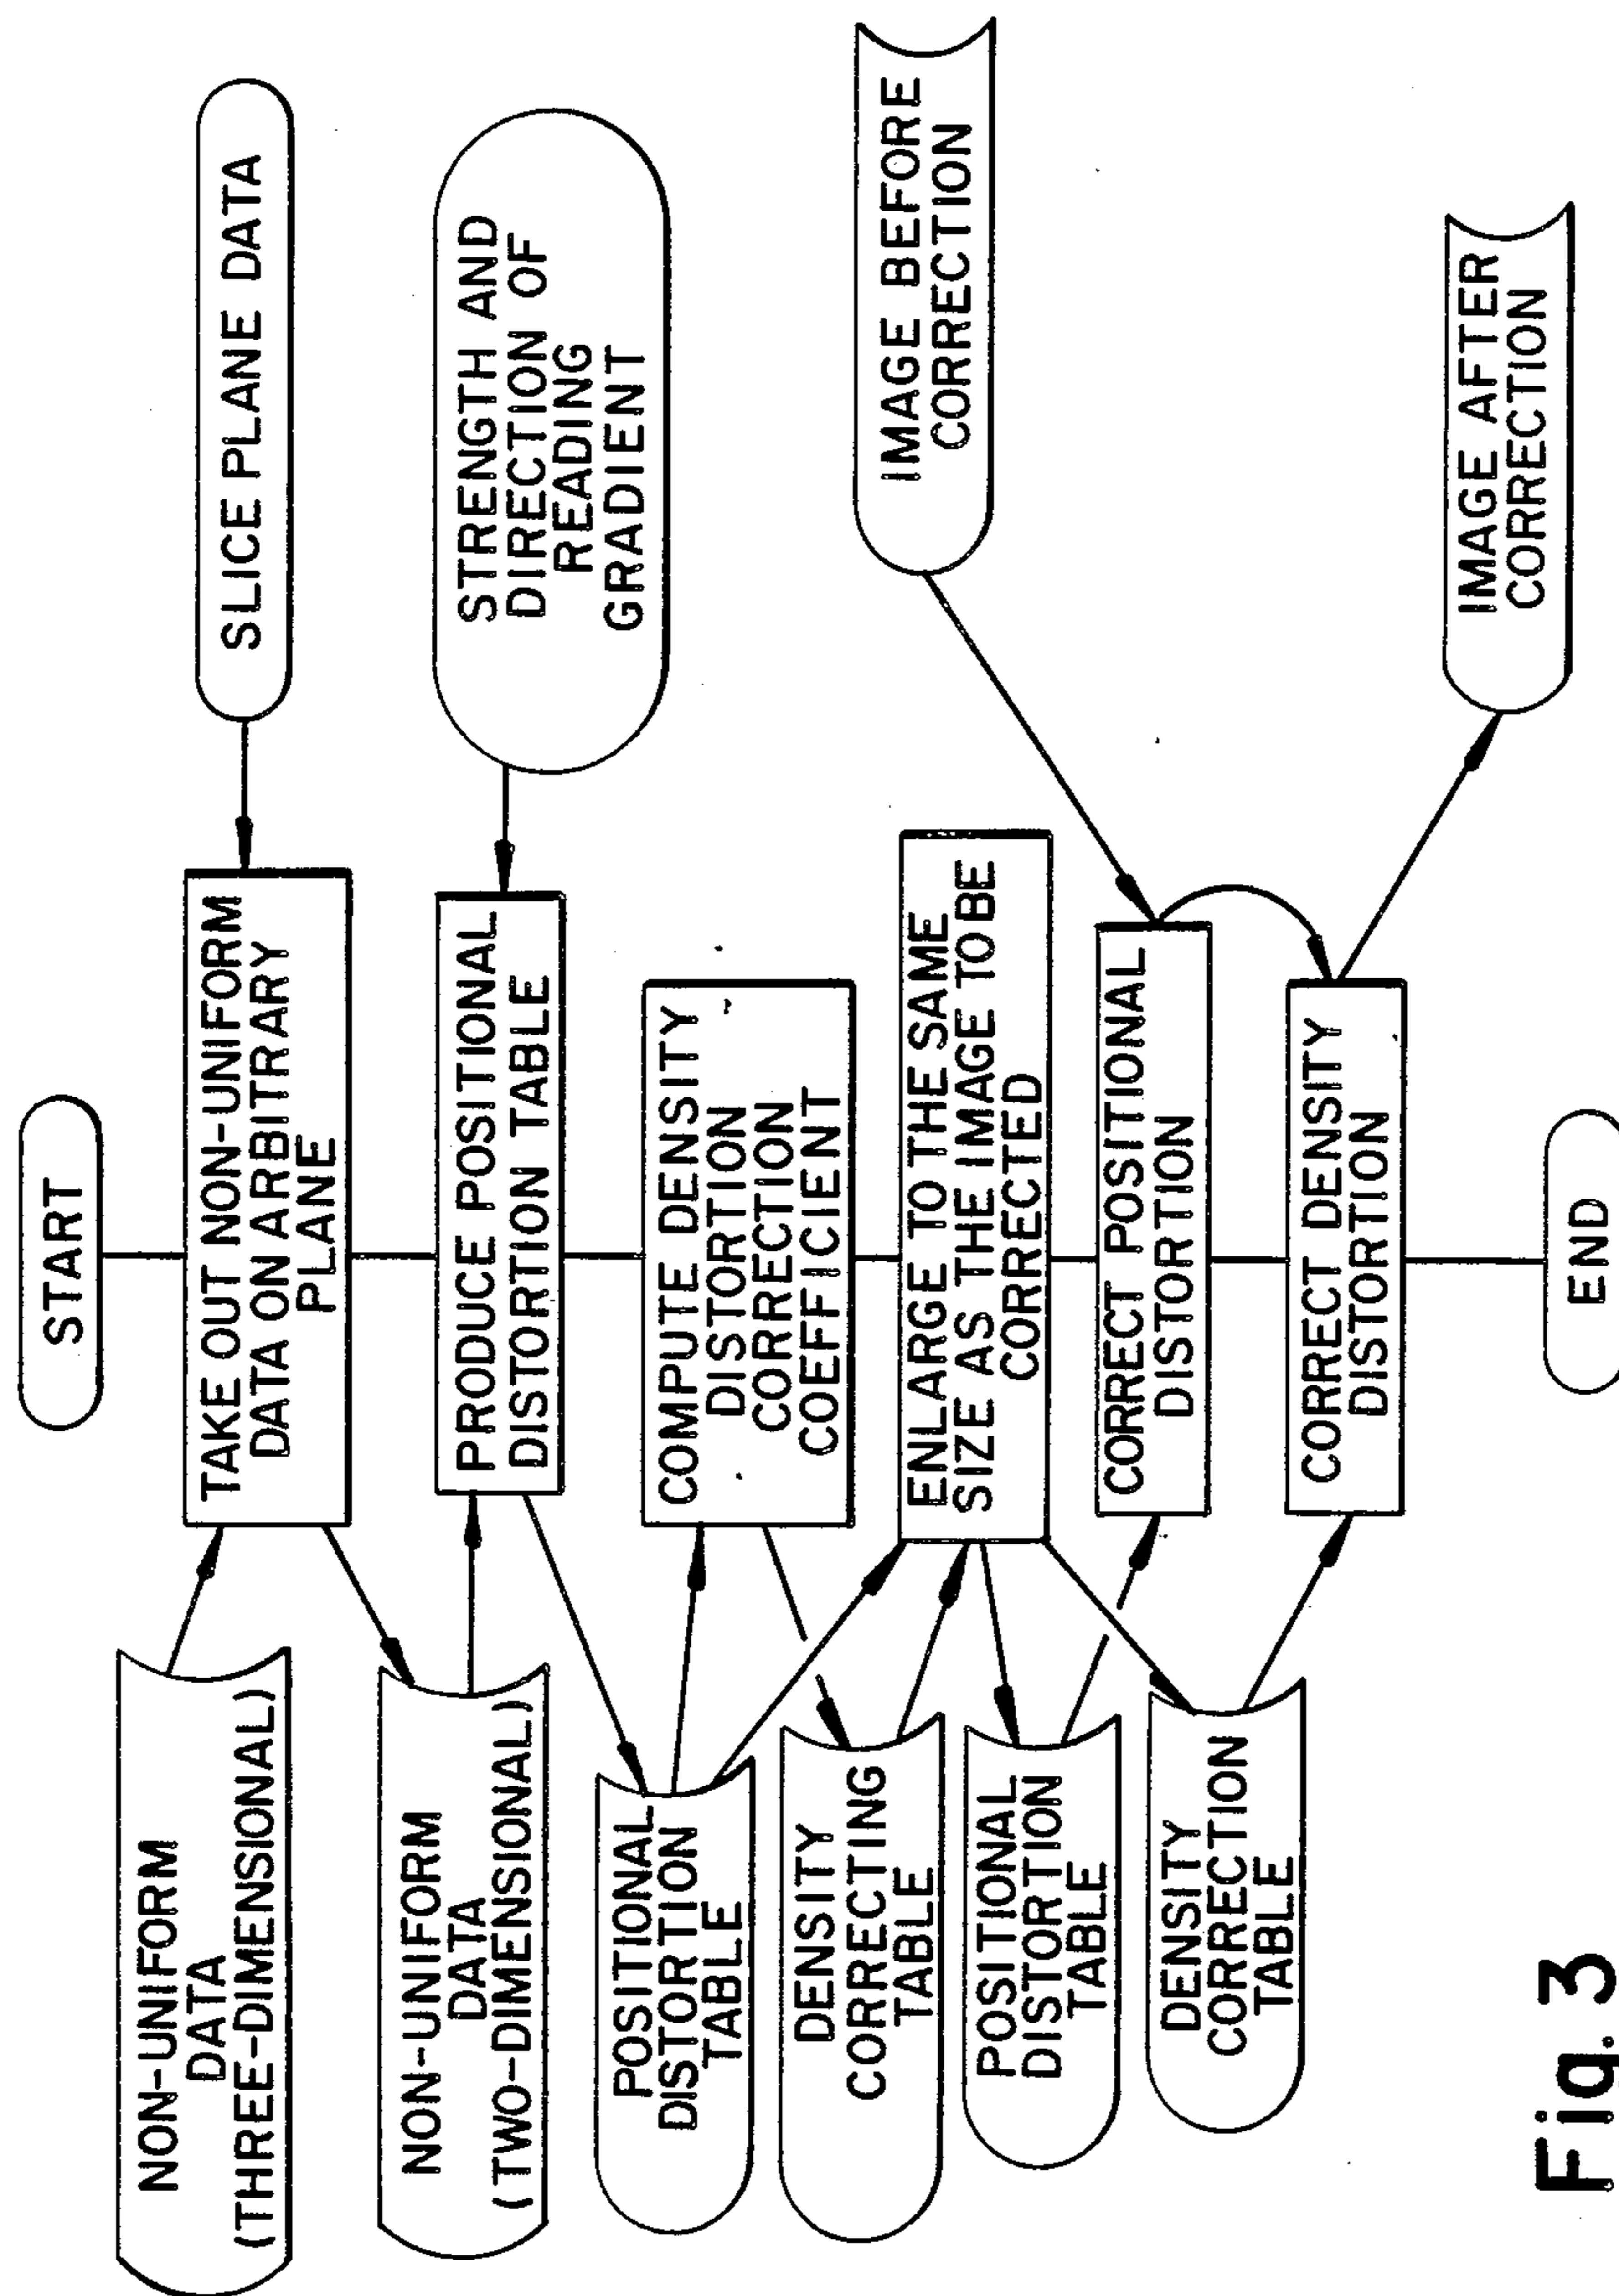 START
TAKE OUT NON-UNIFORM
DATA ON ARBITRARY
PLANE
PRODUCE POSITIONAL
DISTORTION TABLE
COMPUTE DENSITY
DISTORTION
CORRECTION
COEFFICIENT
ENLARGE TO THE SAME
SIZE AS THE IMAGE TO BE
CORRECTED
CORRECT POSITIONAL
DISTORTION
CORRECT DENSITY
DISTORTION
END
NON-UNIFORM
DATA
(THREE-DIMENSIONAL)
NON-UNIFORM
DATA
(TWO-DIMENSIONAL)
POSITIONAL
DISTORTION
TABLE
DENSITY
CORRECTING
TABLE
POSITIONAL
DISTORTION
TABLE
DENSITY
CORRECTION
TABLE
SLICE PLANE DATA
STRENGTH AND
DIRECTION OF
READING
GRADIENT
IMAGE BEFORE
CORRECTION
IMAGE AFTER
CORRECTION
Fig. 3